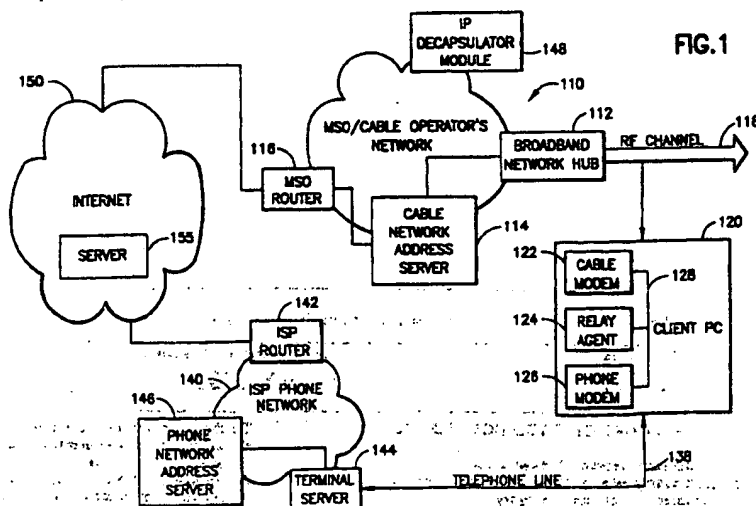 FIG.1
IP
DECAPSULATOR
MODULE
148
150
110
112
118
MSO/CABLE OPERATOR'S
NETWORK
BROADBAND
NETWORK HUB
RF CHANNEL
116
MSO
ROUTER
INTERNET
SERVER
155
CABLE
NETWORK
ADDRESS
SERVER
114
120
122
CABLE
MODEM
128
124
RELAY
AGENT
CLIENT PC
126
PHONE
MODEM
142
ISP
ROUTER
140
ISP PHONE
NETWORK
146
PHONE
NETWORK
ADDRESS
SERVER
144
TERMINAL
SERVER
TELEPHONE LINE
138